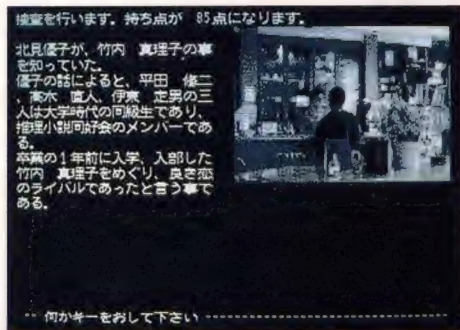 捜査を行います。持ち点が 85点になります。
北見優子が、竹内 真理子の事
を知っていた。
優子の話によると、平田 修二
、高木 直人、伊東 定男の三
人は大学時代の同級生であり、
推理小説同好会のメンバーであ
る。
卒業の1年前に入学、入部した
竹内 真理子をめぐり、良き恋
のライバルであったと言う事で
ある。
何かキーをおして下さい